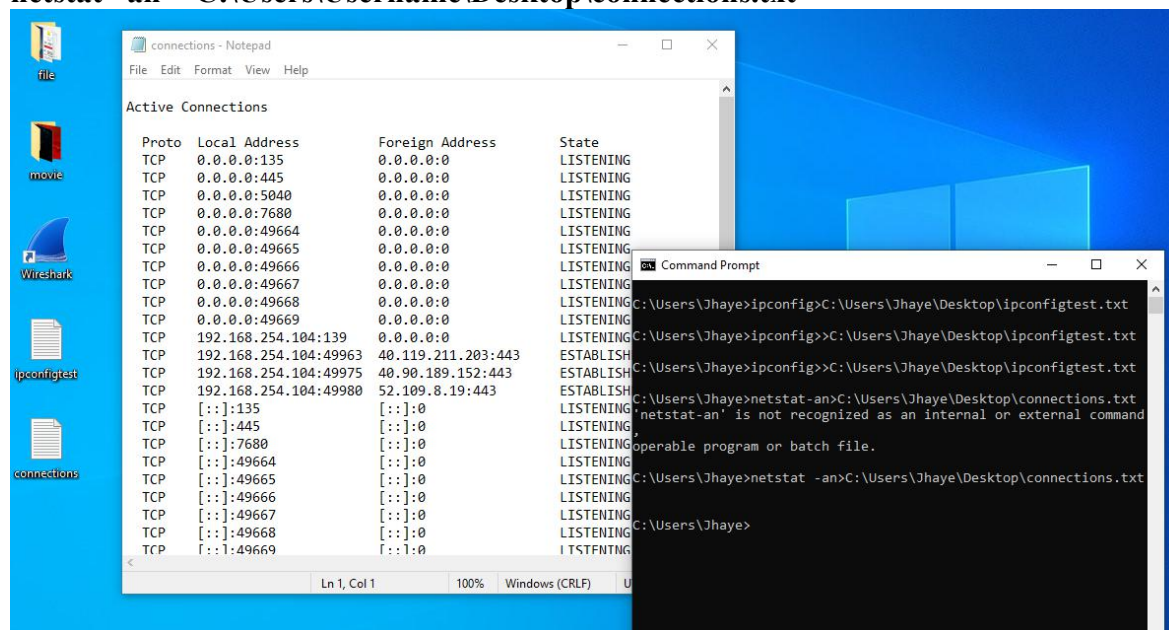 netstat -an > C:\Users\Username\Desktop\connections.txt
file
movie
Wireshark
ipconfigtest
connections
connections - Notepad
File Edit Format View Help
Active Connections
Proto Local Address Foreign Address State
TCP 0.0.0.0:135 0.0.0.0:0 LISTENING
TCP 0.0.0.0:445 0.0.0.0:0 LISTENING
TCP 0.0.0.0:5040 0.0.0.0:0 LISTENING
TCP 0.0.0.0:7680 0.0.0.0:0 LISTENING
TCP 0.0.0.0:49664 0.0.0.0:0 LISTENING
TCP 0.0.0.0:49665 0.0.0.0:0 LISTENING
TCP 0.0.0.0:49666 0.0.0.0:0 LISTENING
TCP 0.0.0.0:49667 0.0.0.0:0 LISTENING
TCP 0.0.0.0:49668 0.0.0.0:0 LISTENING
TCP 0.0.0.0:49669 0.0.0.0:0 LISTENING
TCP 192.168.254.104:139 0.0.0.0:0 LISTENING
TCP 192.168.254.104:49963 40.119.211.203:443 ESTABLISH
TCP 192.168.254.104:49975 40.90.189.152:443 ESTABLISH
TCP 192.168.254.104:49980 52.109.8.19:443 ESTABLISH
TCP [::]:135 [::]:0 LISTENING
TCP [::]:445 [::]:0 LISTENING
TCP [::]:7680 [::]:0 LISTENING
TCP [::]:49664 [::]:0 LISTENING
TCP [::]:49665 [::]:0 LISTENING
TCP [::]:49666 [::]:0 LISTENING
TCP [::]:49667 [::]:0 LISTENING
TCP [::]:49668 [::]:0 LISTENING
TCP [::]:49669 [::]:0 LISTENING
Ln 1, Col 1 100% Windows (CRLF) U
Command Prompt
C:\Users\Jhaye>ipconfig>C:\Users\Jhaye\Desktop\ipconfigtest.txt
C:\Users\Jhaye>ipconfig>>C:\Users\Jhaye\Desktop\ipconfigtest.txt
C:\Users\Jhaye>ipconfig>>C:\Users\Jhaye\Desktop\ipconfigtest.txt
C:\Users\Jhaye>netstat-an>C:\Users\Jhaye\Desktop\connections.txt
'netstat-an' is not recognized as an internal or external command
,
operable program or batch file.
C:\Users\Jhaye>netstat -an>C:\Users\Jhaye\Desktop\connections.txt
C:\Users\Jhaye>